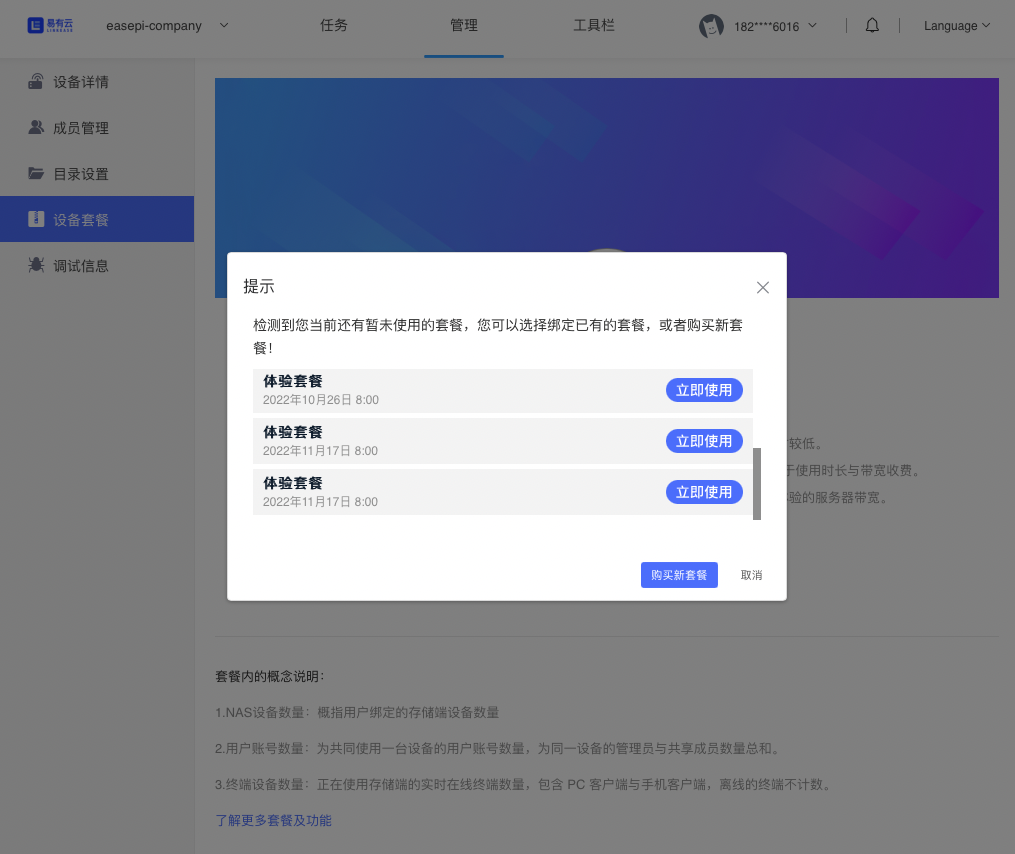 易有云
LINKEASE
easepi-company
任务
管理
工具栏
182****6016
Language
设备详情
成员管理
目录设置
设备套餐
调试信息
提示
检测到您当前还有暂未使用的套餐，您可以选择绑定已有的套餐，或者购买新套
餐！
体验套餐
立即使用
2022年10月26日 8:00
体验套餐
立即使用
2022年11月17日 8:00
体验套餐
立即使用
2022年11月17日 8:00
较低。
于使用时长与带宽收费。
验的服务器带宽。
购买新套餐
取消
套餐内的概念说明：
1.NAS设备数量：概指用户绑定的存储端设备数量
2.用户账号数量：为共同使用一台设备的用户账号数量，为同一设备的管理员与共享成员数量总和。
3.终端设备数量：正在使用存储端的实时在线终端数量，包含 PC 客户端与手机客户端，离线的终端不计数。
了解更多套餐及功能